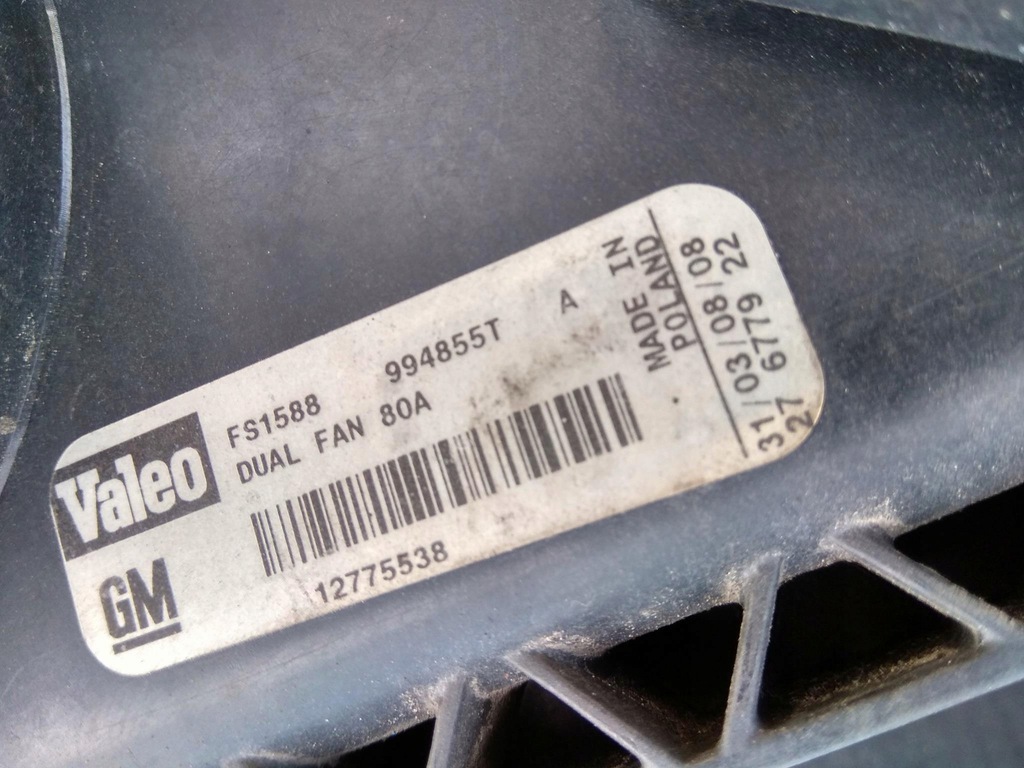 Valeo
FS1588 994855T A
DUAL FAN 80A
GM
12775538
MADE IN
POLAND
31/03/08/08
27 6779 22